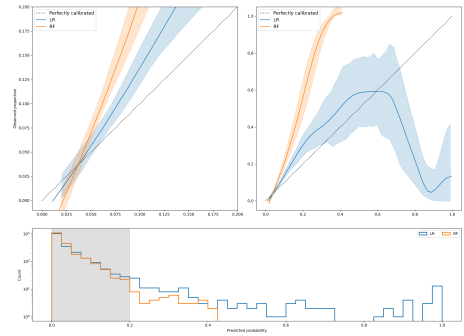 Perfectly calibrated
LR
RF
0.200
0.175
0.150
0.125
0.100
0.075
0.050
0.025
0.000
Observed proportion
0.000 0.025 0.050 0.075 0.100 0.125 0.150 0.175 0.200
Perfectly calibrated
LR
RF
1.0
0.8
0.6
0.4
0.2
0.0
0.0 0.2 0.4 0.6 0.8 1.0
LR RF
Count
0.0 0.2 0.4 0.6 0.8 1.0
Predicted probability